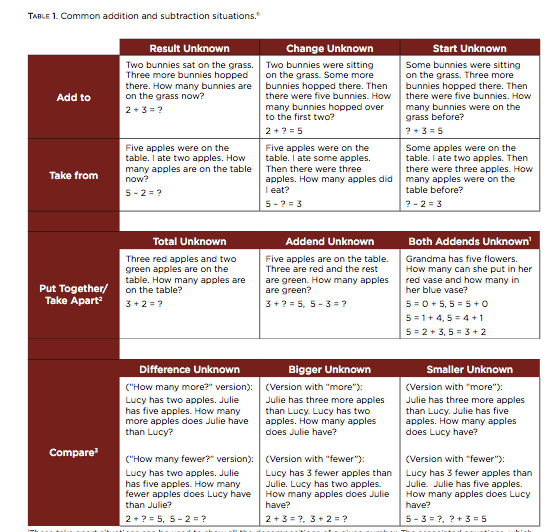 TABLE 1. Common addition and subtraction situations.⁶
Result Unknown
Change Unknown
Start Unknown
Add to
Two bunnies sat on the grass.
Three more bunnies hopped
there. How many bunnies are
on the grass now?
2 + 3 = ?
Two bunnies were sitting
on the grass. Some more
bunnies hopped there. Then
there were five bunnies. How
many bunnies hopped over
to the first two?
2 + ? = 5
Some bunnies were sitting
on the grass. Three more
bunnies hopped there. Then
there were five bunnies. How
many bunnies were on the
grass before?
? + 3 = 5
Take from
Five apples were on the
table. I ate two apples. How
many apples are on the table
now?
5 – 2 = ?
Five apples were on the
table. I ate some apples.
Then there were three
apples. How many apples did
I eat?
5 – ? = 3
Some apples were on the
table. I ate two apples. Then
there were three apples. How
many apples were on the
table before?
? – 2 = 3
Total Unknown
Addend Unknown
Both Addends Unknown¹
Put Together/
Take Apart²
Three red apples and two
green apples are on the
table. How many apples are
on the table?
3 + 2 = ?
Five apples are on the table.
Three are red and the rest
are green. How many apples
are green?
3 + ? = 5, 5 – 3 = ?
Grandma has five flowers.
How many can she put in her
red vase and how many in
her blue vase?
5 = 0 + 5, 5 = 5 + 0
5 = 1 + 4, 5 = 4 + 1
5 = 2 + 3, 5 = 3 + 2
Difference Unknown
Bigger Unknown
Smaller Unknown
Compare³
("How many more?" version):
Lucy has two apples. Julie
has five apples. How many
more apples does Julie have
than Lucy?
("How many fewer?" version):
Lucy has two apples. Julie
has five apples. How many
fewer apples does Lucy have
than Julie?
2 + ? = 5, 5 – 2 = ?
(Version with "more"):
Julie has three more apples
than Lucy. Lucy has two
apples. How many apples
does Julie have?
(Version with "fewer"):
Lucy has 3 fewer apples than
Julie. Lucy has two apples.
How many apples does Julie
have?
2 + 3 = ?, 3 + 2 = ?
(Version with "more"):
Julie has three more apples
than Lucy. Julie has five
apples. How many apples
does Lucy have?
(Version with "fewer"):
Lucy has 3 fewer apples than
Julie. Julie has five apples.
How many apples does Lucy
have?
5 – 3 = ?, ? + 3 = 5